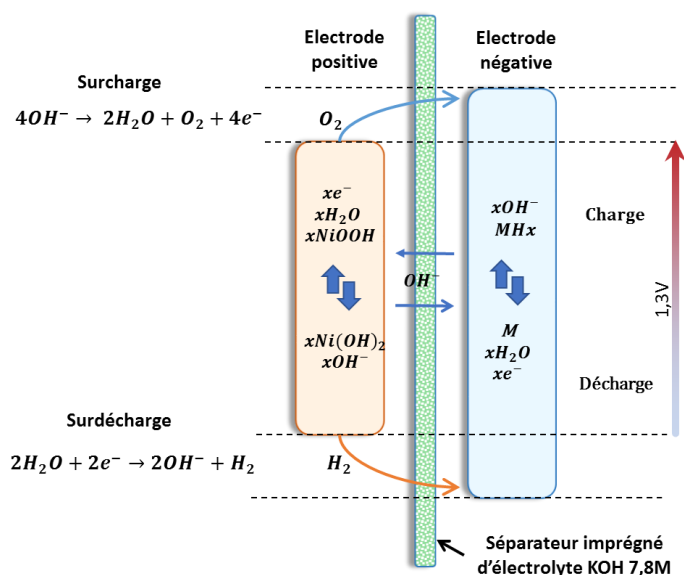 Electrode
positive
Electrode
négative
Surcharge
4OH⁻ → 2H₂O + O₂ + 4e⁻
O₂
xe⁻
xH₂O
xNiOOH
xOH⁻
MHx
Charge
OH⁻
1,3V
xNi(OH)₂
xOH⁻
M
xH₂O
xe⁻
Décharge
Surdécharge
2H₂O + 2e⁻ → 2OH⁻ + H₂
H₂
Séparateur imprégné
d'électrolyte KOH 7,8M